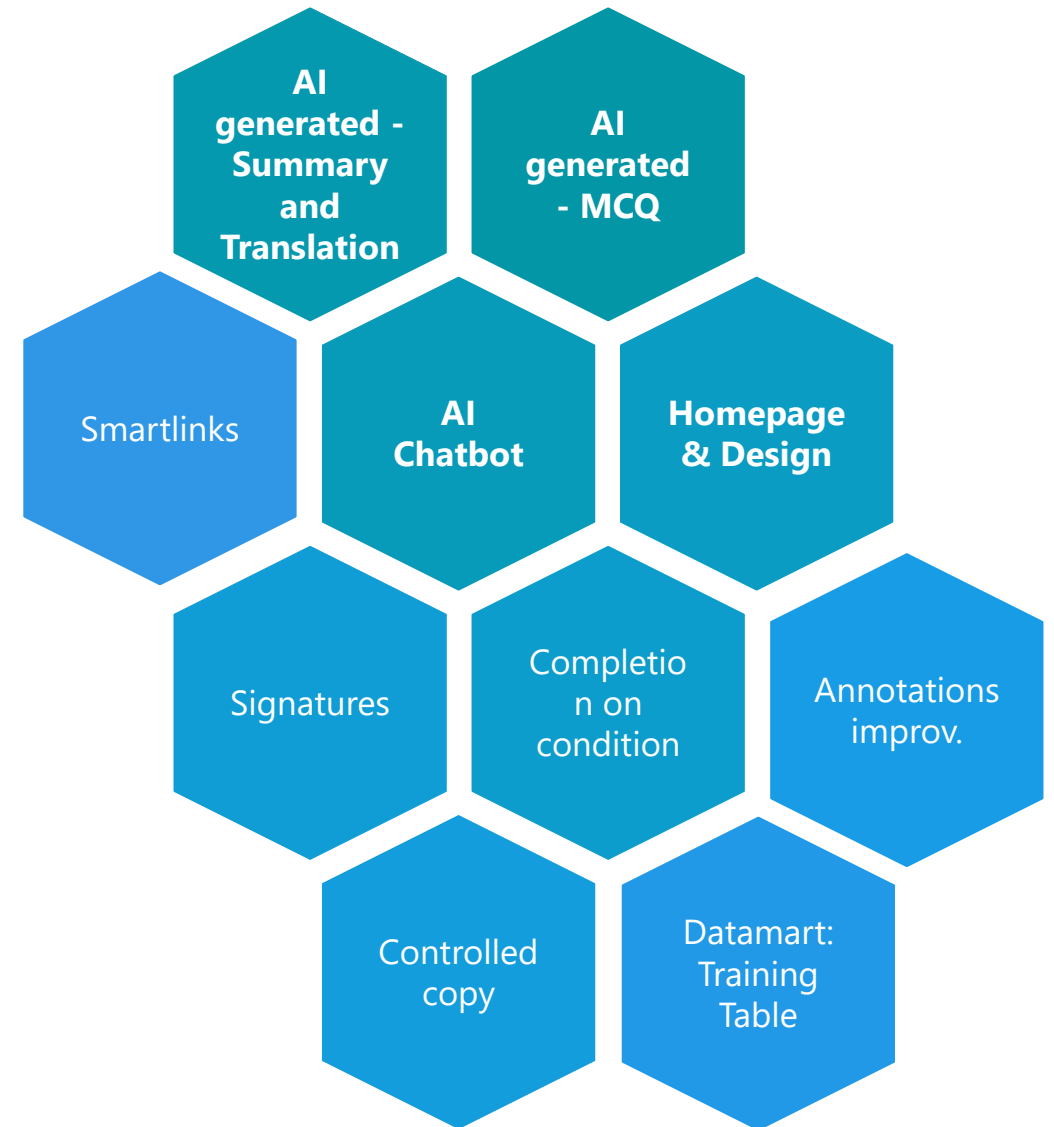 AI
generated -
Summary
and
Translation
AI
generated
- MCQ
Smartlinks
AI
Chatbot
Homepage
& Design
Signatures
Completio
n on
condition
Annotations
improv.
Controlled
copy
Datamart:
Training
Table